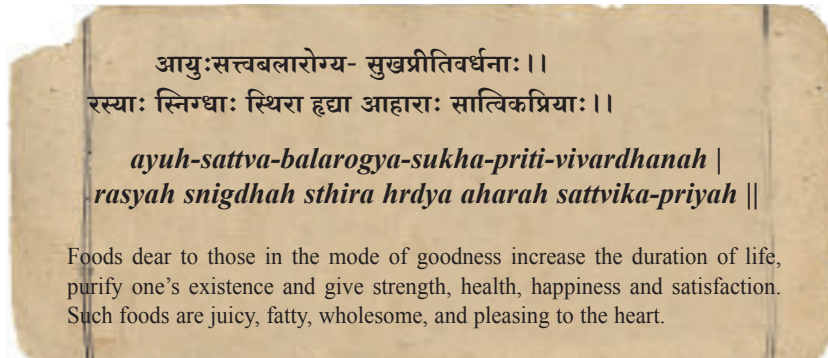 आयुःसत्त्वबलारोग्य- सुखप्रीतिवर्धनाः।।
रस्याः स्निग्धाः स्थिरा हृद्या आहाराः सात्विकप्रियाः।।
ayuh-sattva-balarogya-sukha-priti-vivardhanah |
rasyah snigdhah sthira hrdya aharah sattvika-priyah ||
Foods dear to those in the mode of goodness increase the duration of life,
purify one's existence and give strength, health, happiness and satisfaction.
Such foods are juicy, fatty, wholesome, and pleasing to the heart.